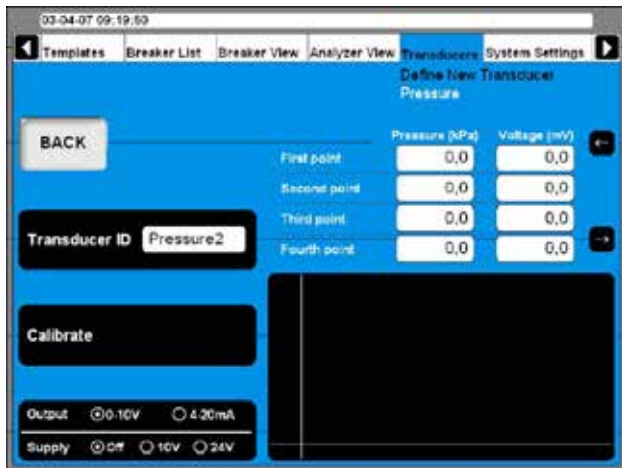 03-04-07 09:19:50
Templates Breaker List Breaker View Analyzer View Transducers System Settings
Define New Transducer
Pressure
BACK
Pressure (kPa) Voltage (mV)
First point 0,0 0,0
Second point 0,0 0,0
Third point 0,0 0,0
Fourth point 0,0 0,0
Transducer ID Pressure2
Calibrate
Output 0-10V 4-20mA
Supply Off 10V 24V